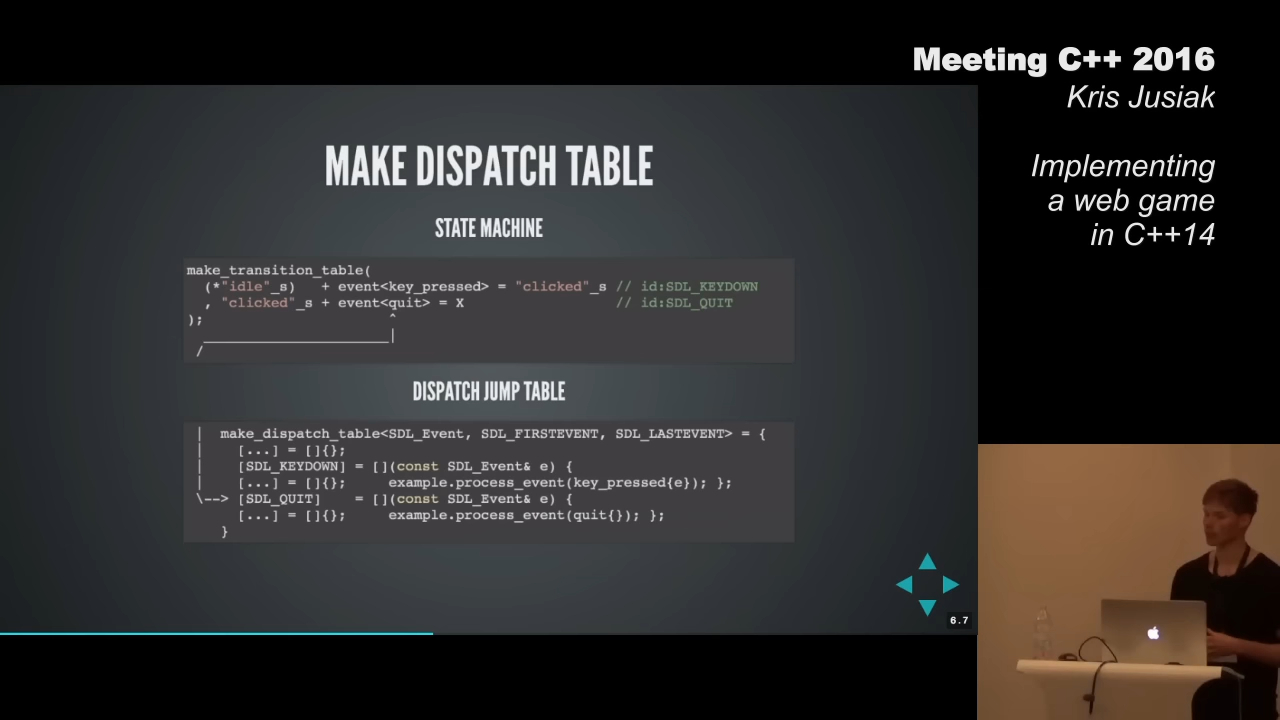 Meeting C++ 2016
Kris Jusiak
Implementing
a web game
in C++14
MAKE DISPATCH TABLE
STATE MACHINE
make_transition_table(
  (*"idle"_s)   + event<key_pressed> = "clicked"_s // id:SDL_KEYDOWN
  , "clicked"_s + event<quit> = X                  // id:SDL_QUIT
);                      ^
  ______________________|
 /
DISPATCH JUMP TABLE
|  make_dispatch_table<SDL_Event, SDL_FIRSTEVENT, SDL_LASTEVENT> = {
|    [...] = []{};
|    [SDL_KEYDOWN] = [](const SDL_Event& e) {
|    [...] = []{};     example.process_event(key_pressed{e}); };
\--> [SDL_QUIT]    = [](const SDL_Event& e) {
     [...] = []{};     example.process_event(quit{}); };
   }
6.7